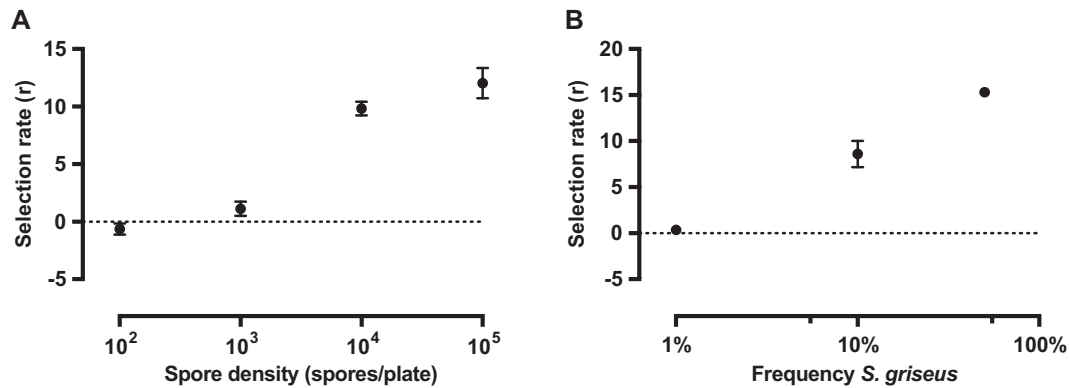 A
Selection rate (r)
15
10
5
0
-5
10² 10³ 10⁴ 10⁵
Spore density (spores/plate)
B
Selection rate (r)
20
15
10
5
0
-5
1% 10% 100%
Frequency S. griseus